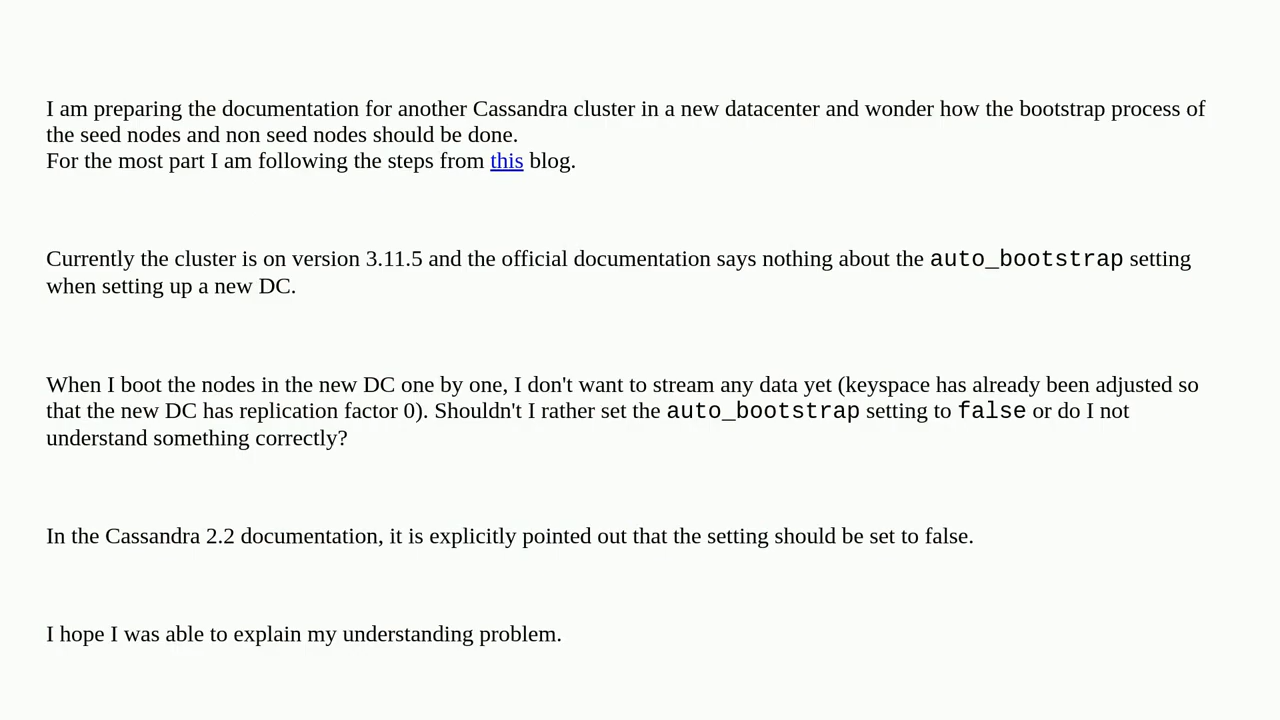 I am preparing the documentation for another Cassandra cluster in a new datacenter and wonder how the bootstrap process of
the seed nodes and non seed nodes should be done.
For the most part I am following the steps from this blog.
Currently the cluster is on version 3.11.5 and the official documentation says nothing about the auto_bootstrap setting
when setting up a new DC.
When I boot the nodes in the new DC one by one, I don't want to stream any data yet (keyspace has already been adjusted so
that the new DC has replication factor 0). Shouldn't I rather set the auto_bootstrap setting to false or do I not
understand something correctly?
In the Cassandra 2.2 documentation, it is explicitly pointed out that the setting should be set to false.
I hope I was able to explain my understanding problem.